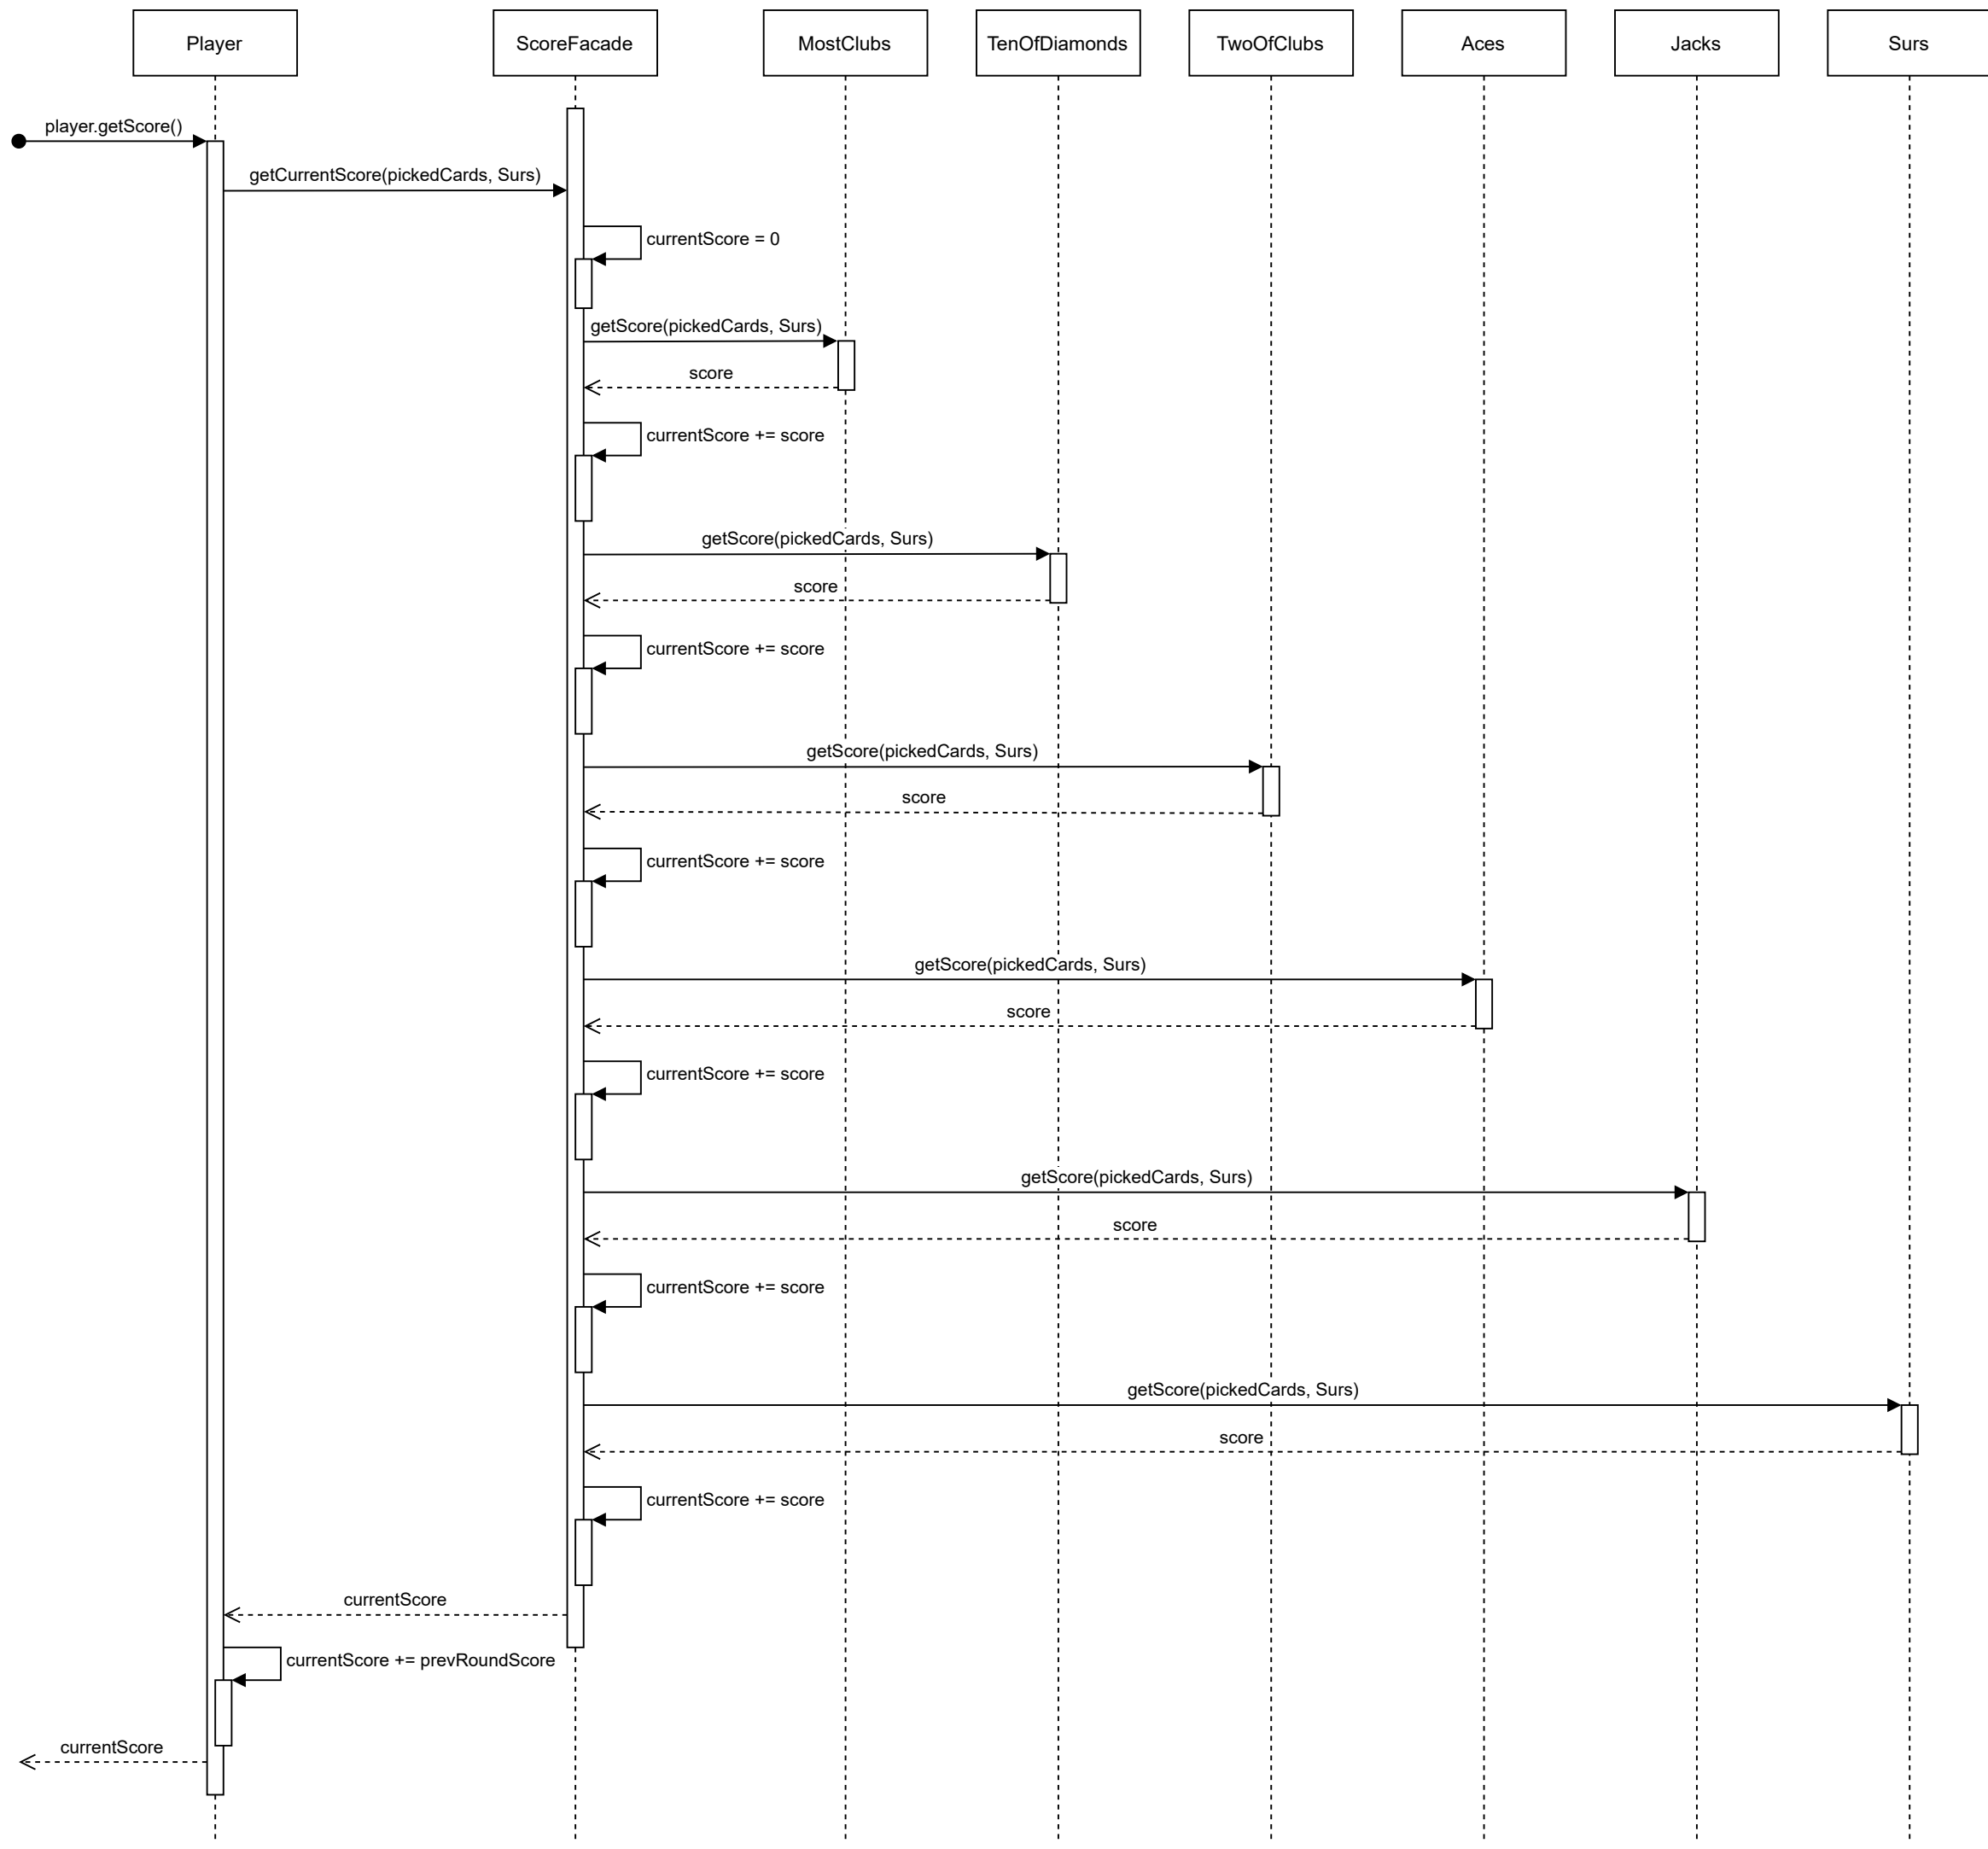 Player
ScoreFacade
MostClubs
TenOfDiamonds
TwoOfClubs
Aces
Jacks
Surs
player.getScore()
getCurrentScore(pickedCards, Surs)
currentScore = 0
getScore(pickedCards, Surs)
score
currentScore += score
getScore(pickedCards, Surs)
score
currentScore += score
getScore(pickedCards, Surs)
score
currentScore += score
getScore(pickedCards, Surs)
score
currentScore += score
getScore(pickedCards, Surs)
score
currentScore += score
getScore(pickedCards, Surs)
score
currentScore += score
currentScore
currentScore += prevRoundScore
currentScore